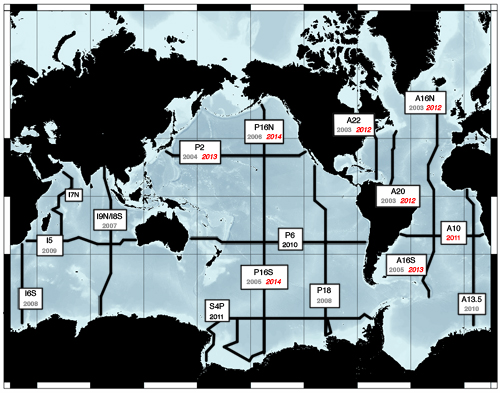 A16N
2003 2012
A22
2003 2012
P16N
2006 2014
P2
2004 2013
I7N
A20
2003 2012
I9N/I8S
2007
I5
2009
P6
2010
A10
2011
A16S
2005 2013
P16S
2005 2014
I6S
2008
P18
2008
S4P
2011
A13.5
2010